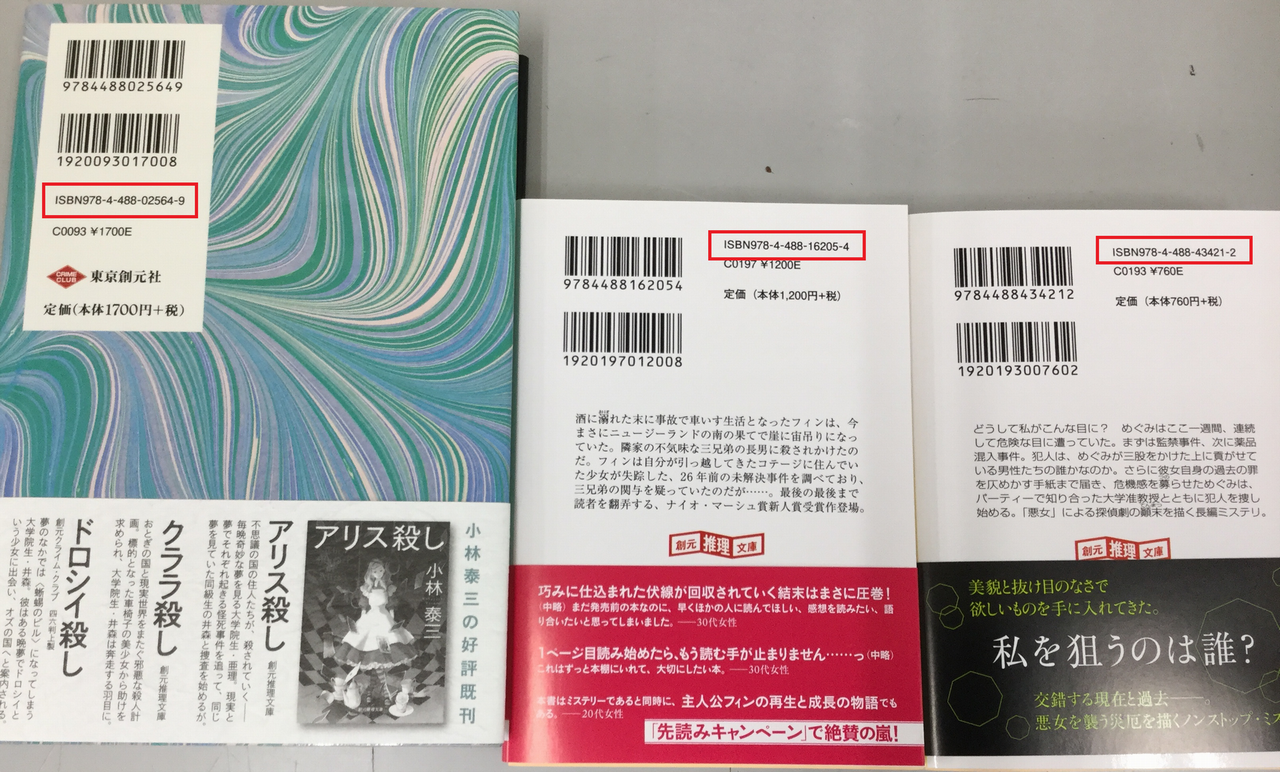 9784488025649
1920093017008
ISBN978-4-488-02564-9
C0093 ¥1700E
CRIME
CLUB
東京創元社
定価(本体1700円+税)
小林泰三の好評既刊
アリス殺し
小林泰三
創元推理文庫
アリス殺し 創元推理文庫
不思議の国の住人たちが、殺されていく──
毎晩奇妙な夢を見る大学院生・亜理。現実と
夢でそれぞれ起きる怪死事件を追って、同じ
夢を見ていた同級生の井森と捜査を始めるが。
クララ殺し 創元推理文庫
おとぎの国と現実世界をまたぐ邪悪な殺人計
画。標的となった車椅子の美少女から助けを
求められ、大学院生・井森は奔走する羽目に。
ドロシイ殺し
創元クライム・クラブ 四六判上製
夢のなかでは〈蜥蜴のビル〉になってしまう
大学院生・井森。彼はある晩夢でドロシイと
いう少女に出会い、オズの国へと案内される。
9784488162054
1920197012008
ISBN978-4-488-16205-4
C0197 ¥1200E
定価(本体1,200円+税)
酒に溺れた末に事故で車いす生活となったフィンは、今
まさにニュージーランドの南の果てで崖に宙吊りになっ
ていた。隣家の不気味な三兄弟の長男に殺されかけたの
だ。フィンは自分が引っ越してきたコテージに住んでい
た少女が失踪した、26年前の未解決事件を調べており、
三兄弟の関与を疑っていたのだが……。最後の最後まで
読者を翻弄する、ナイオ・マーシュ賞新人賞受賞作登場。
創元推理文庫
巧みに仕込まれた伏線が回収されていく結末はまさに圧巻!
(中略)まだ発売前の本なのに、早くほかの人に読んでほしい、感想を読みたい、語
り合いたいと思ってしまいました。──30代女性
1ページ目読み始めたら、もう読む手が止まりません……っ(中略)
これはずっと本棚にいれて、大切にしたい本。──30代女性
本書はミステリーであると同時に、主人公フィンの再生と成長の物語でも
ある。──20代女性
「先読みキャンペーン」で絶賛の嵐!
9784488434212
1920193007602
ISBN978-4-488-43421-2
C0193 ¥760E
定価(本体760円+税)
どうして私がこんな目に? めぐみはここ一週間、連続
して危険な目に遭っていた。まずは監禁事件、次に薬品
混入事件。犯人は、めぐみが三股をかけた上に貢がせて
いる男性たちの誰かなのか。さらに彼女自身の過去の罪
を仄めかす手紙まで届き、危機感を募らせためぐみは、
パーティーで知り合った大学准教授とともに犯人を捜し
始める。「悪女」による探偵劇の顚末を描く長編ミステリ。
創元推理文庫
美貌と抜け目のなさで
欲しいものを手に入れてきた。
私を狙うのは誰?
交錯する現在と過去──。
悪女を襲う災厄を描くノンストップ・ミス